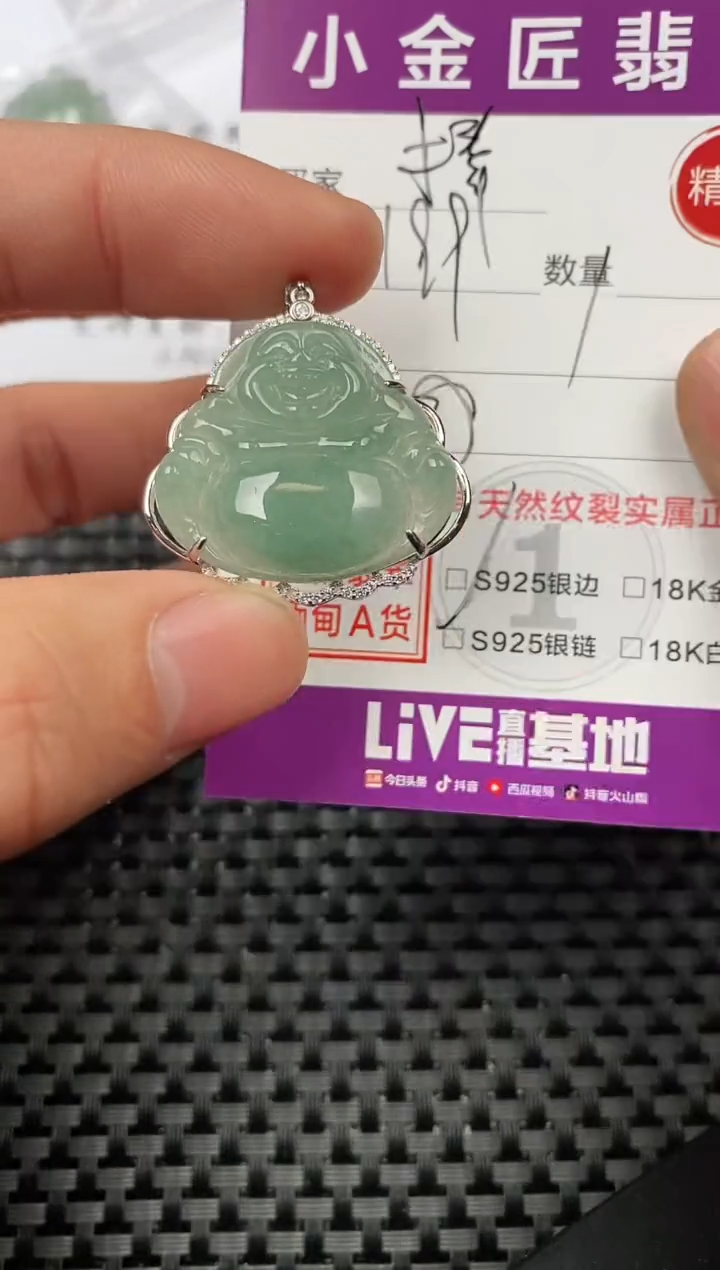 小金匠翡
买家
精
数量 1
天然纹裂实属正
1
S925银边 18K金
缅甸A货
S925银链 18K白
LiVE直播基地
今日头条 抖音 西瓜视频 抖音火山版